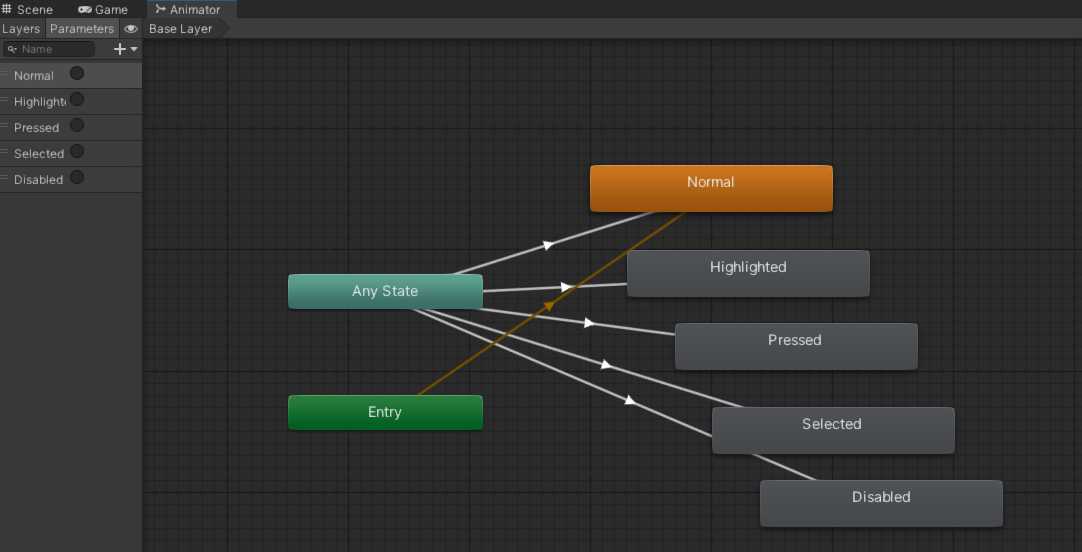 Scene
Game
Animator
Layers
Parameters
Base Layer
Name
Normal
Highlighte
Pressed
Selected
Disabled
Normal
Highlighted
Any State
Pressed
Entry
Selected
Disabled